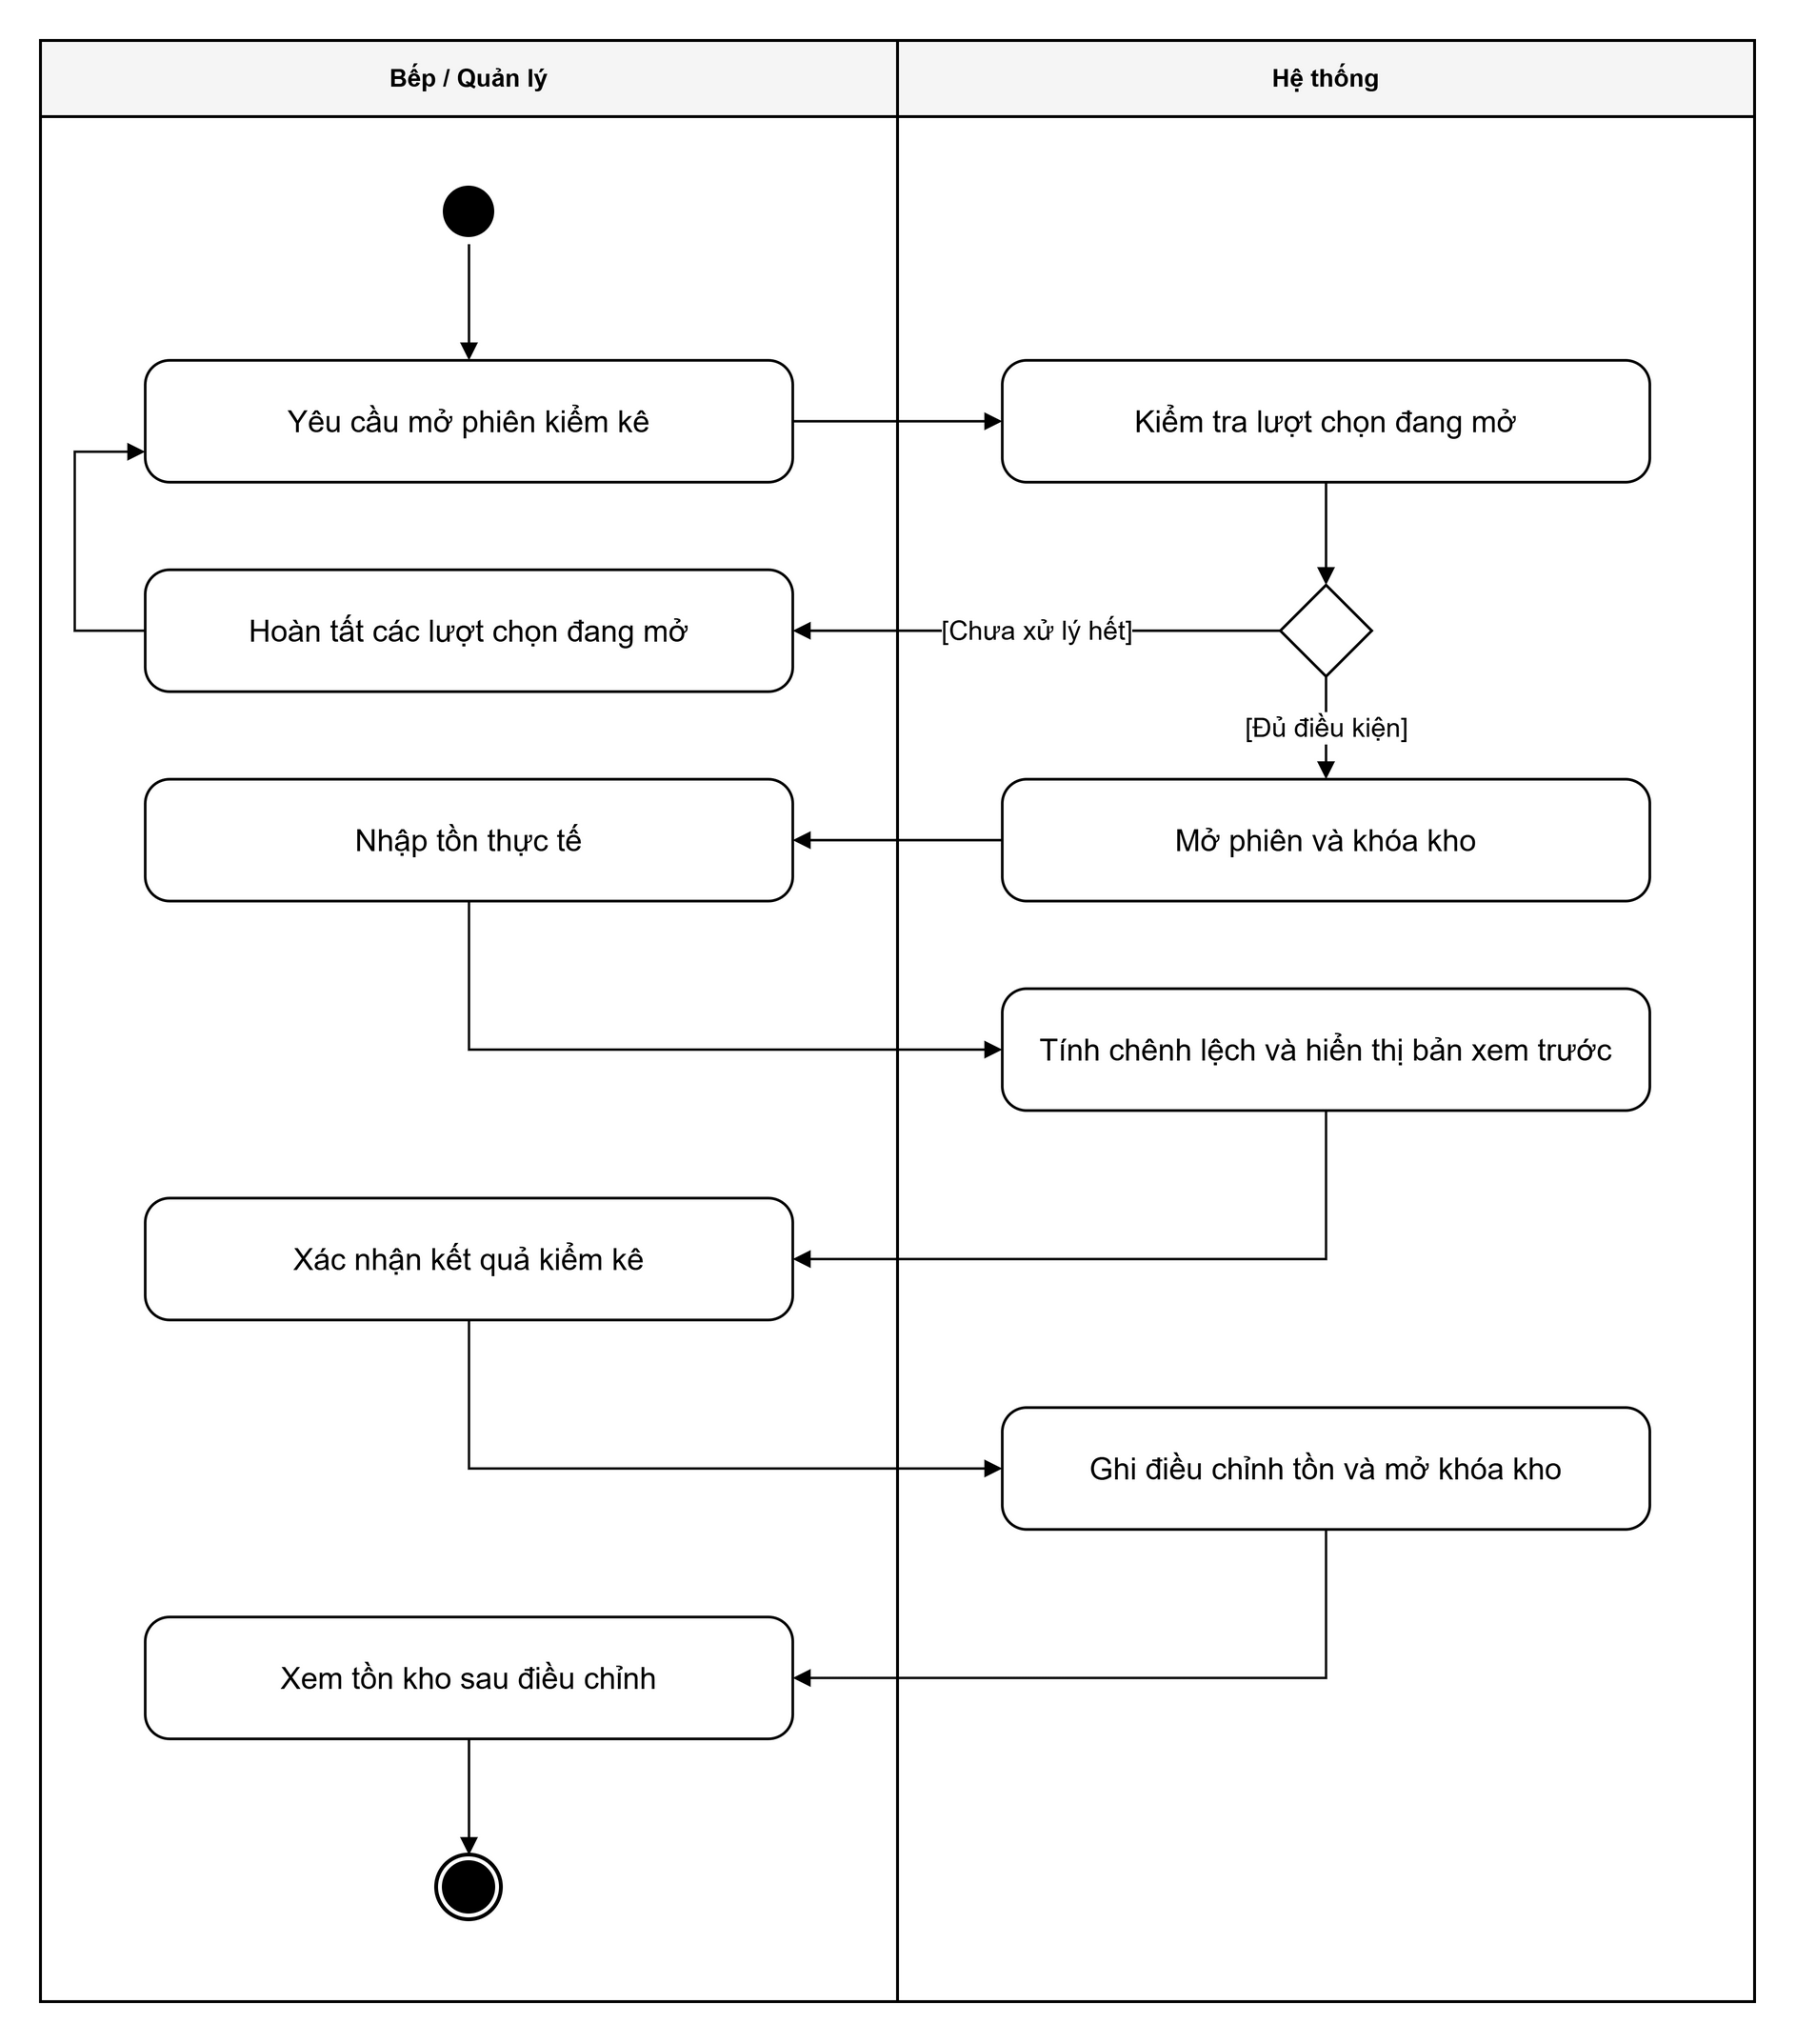 Bếp / Quản lý
Hệ thống
Yêu cầu mở phiên kiểm kê
Kiểm tra lượt chọn đang mở
Hoàn tất các lượt chọn đang mở
[Chưa xử lý hết]
[Đủ điều kiện]
Nhập tồn thực tế
Mở phiên và khóa kho
Tính chênh lệch và hiển thị bản xem trước
Xác nhận kết quả kiểm kê
Ghi điều chỉnh tồn và mở khóa kho
Xem tồn kho sau điều chỉnh